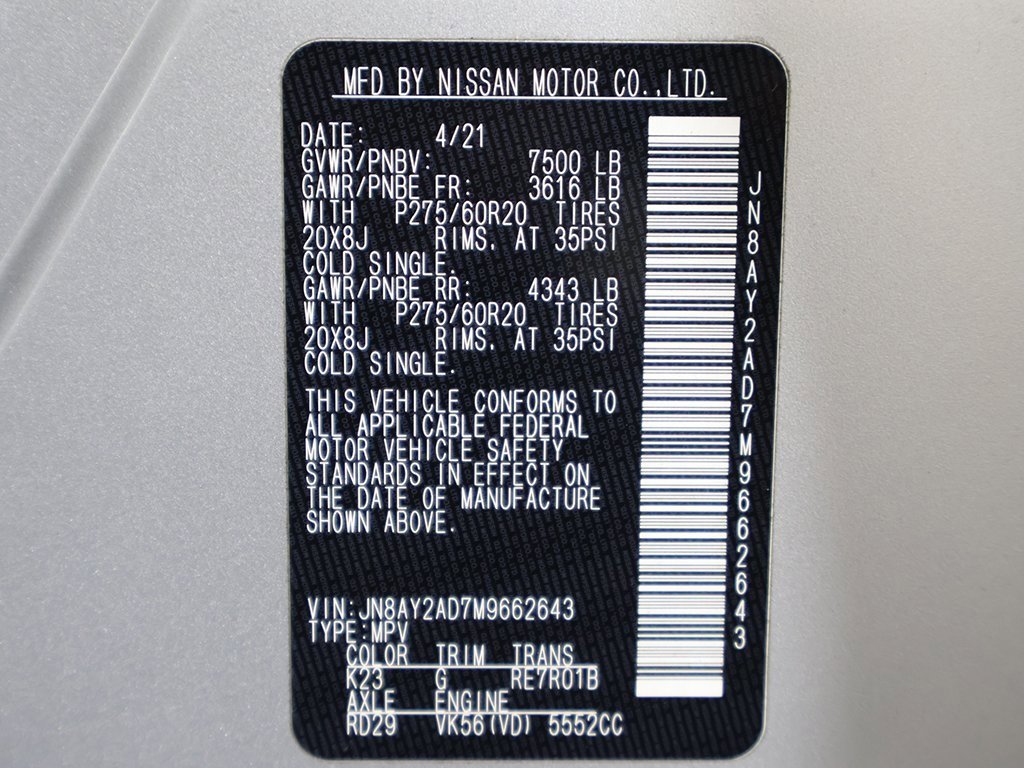 MFD BY NISSAN MOTOR CO.,LTD.
DATE: 4/21
GVWR/PNBV: 7500 LB
GAWR/PNBE FR: 3616 LB
WITH P275/60R20 TIRES
20X8J RIMS. AT 35PSI
COLD SINGLE.
GAWR/PNBE RR: 4343 LB
WITH P275/60R20 TIRES
20X8J RIMS. AT 35PSI
COLD SINGLE.
THIS VEHICLE CONFORMS TO
ALL APPLICABLE FEDERAL
MOTOR VEHICLE SAFETY
STANDARDS IN EFFECT ON
THE DATE OF MANUFACTURE
SHOWN ABOVE.
VIN:JN8AY2AD7M9662643
TYPE:MPV
COLOR TRIM TRANS
K23 G RE7R01B
AXLE ENGINE
RD29 VK56(VD) 5552CC
JN8AY2AD7M9662643